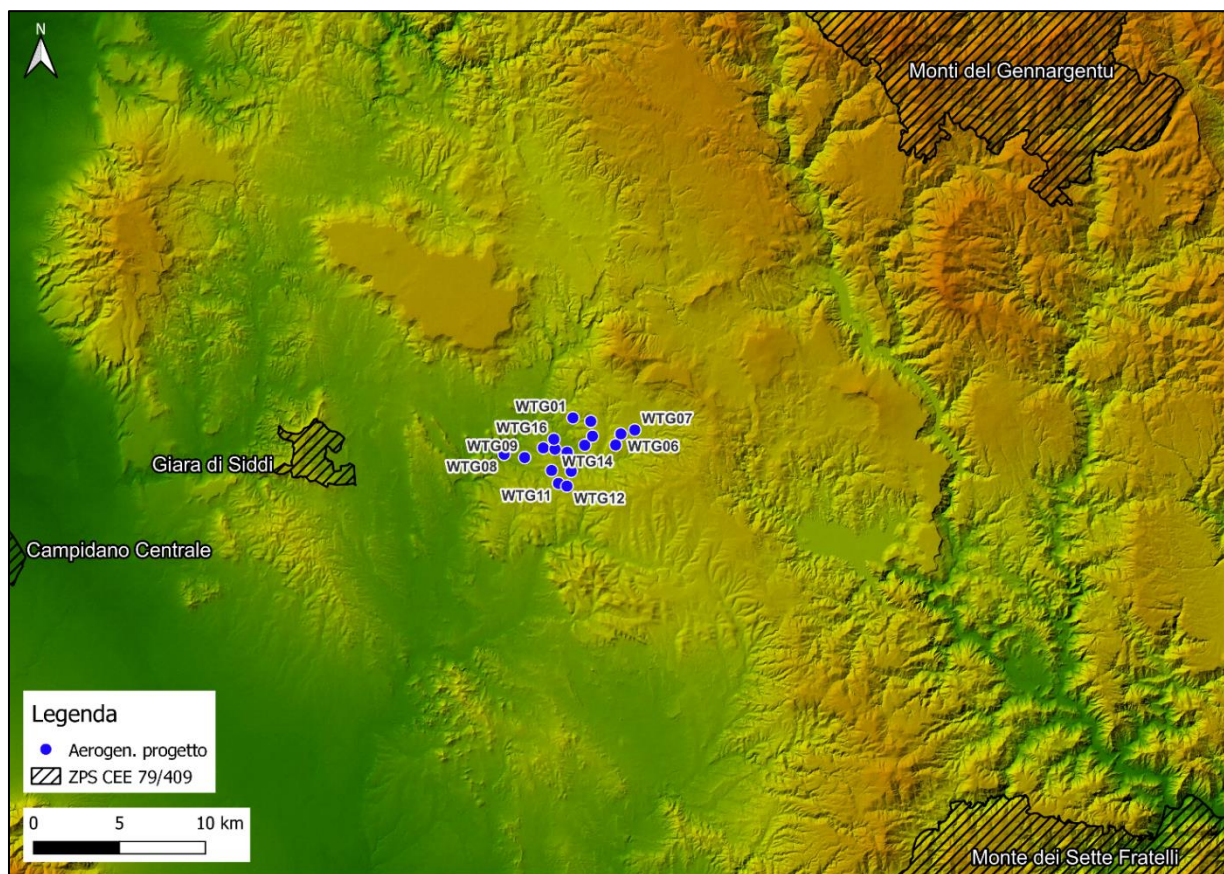 N
Monti del Gennargentu
WTG01
WTG07
WTG16
WTG09
WTG06
Giara di Siddi
WTG08
WTG14
WTG11
WTG12
Campidano Centrale
Legenda
Aerogen. progetto
ZPS CEE 79/409
0 5 10 km
Monte dei Sette Fratelli